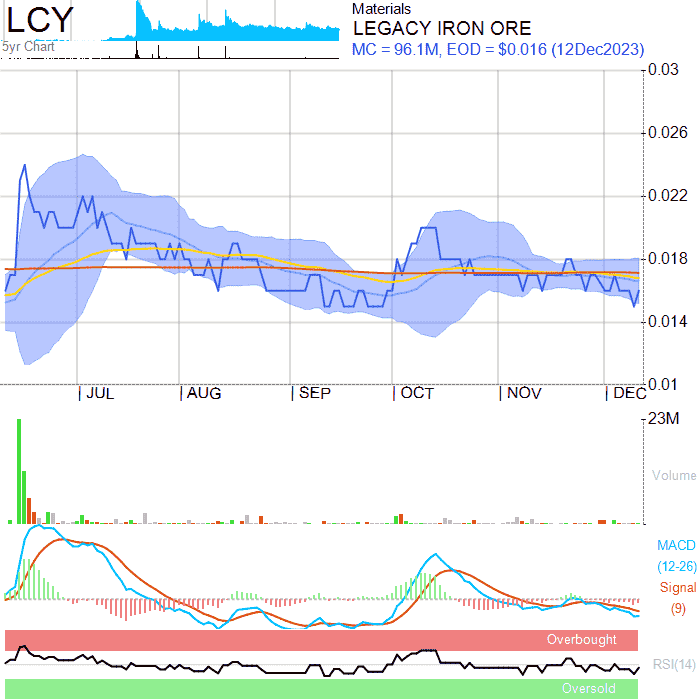 LCY
5yr Chart
Materials
LEGACY IRON ORE
MC = 96.1M, EOD = $0.016 (12Dec2023)
0.03
0.026
0.022
0.018
0.014
0.01
JUL AUG SEP OCT NOV DEC
23M
Volume
MACD
(12-26)
Signal
(9)
Overbought
RSI(14)
Oversold